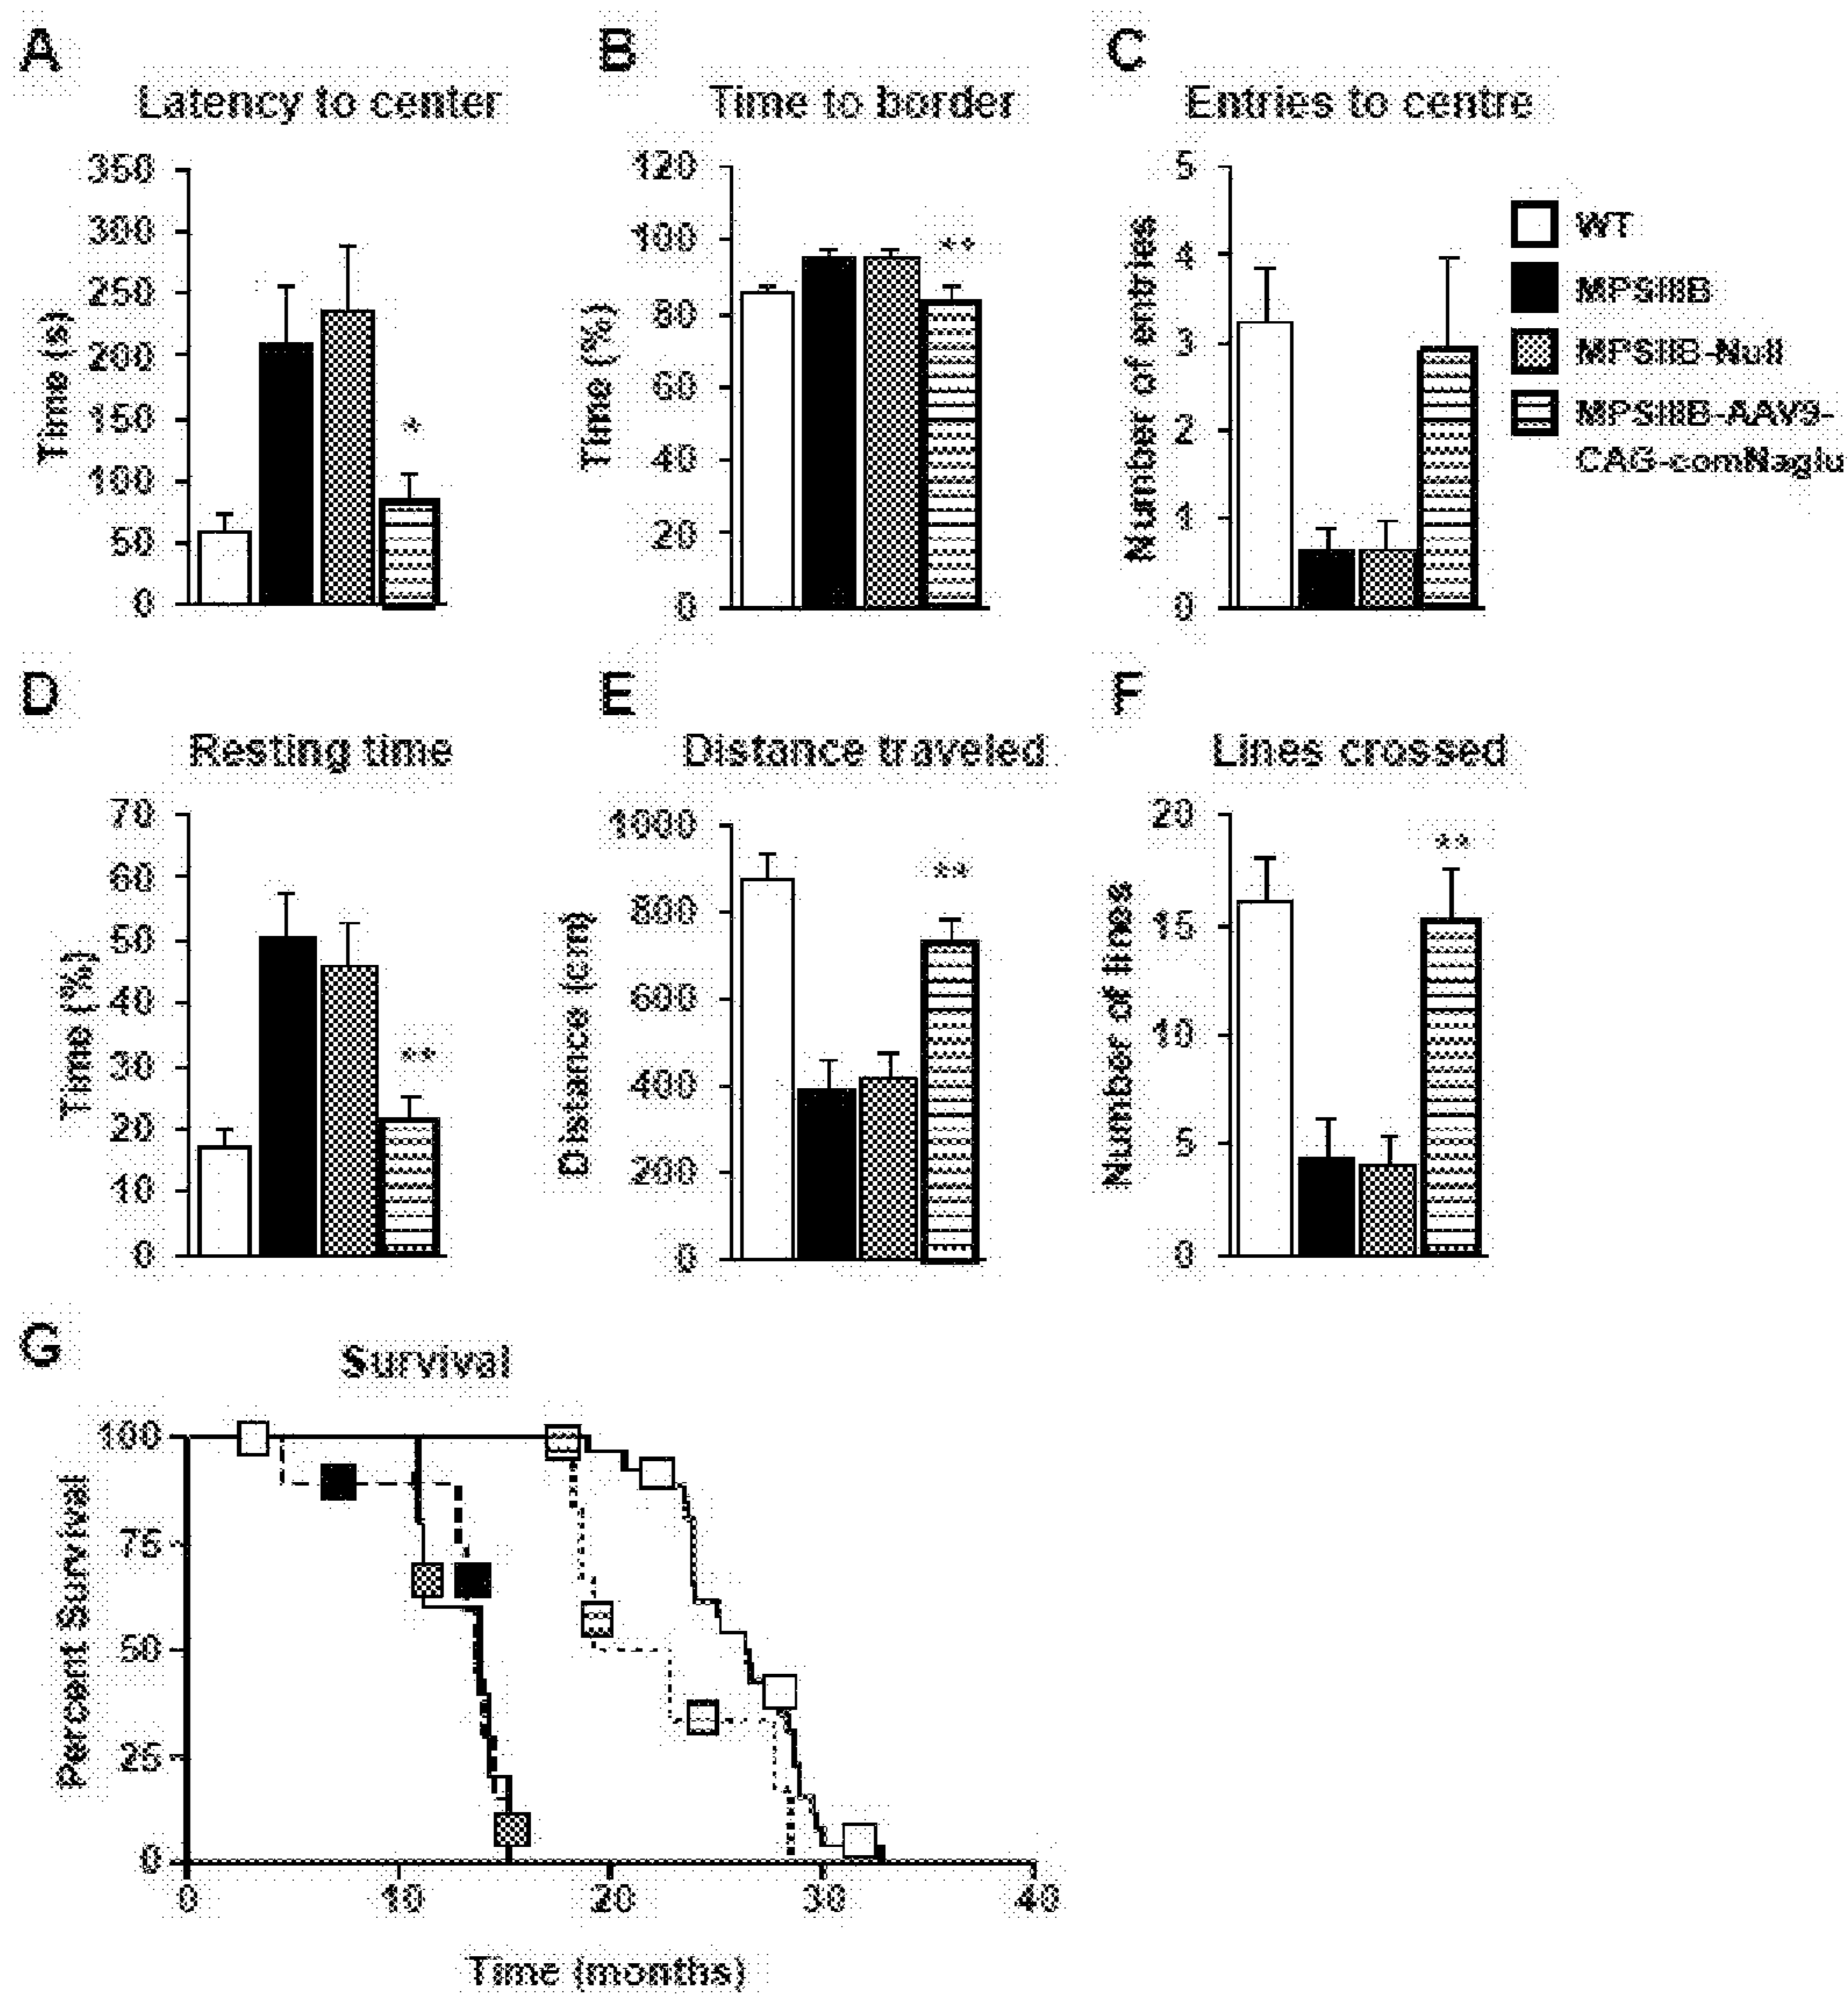 A
Latency to center
350
300
250
200
150
100
50
0
Time (s)
*
B
Time to border
120
100
80
60
40
20
0
Time (%)
**
C
Entries to centre
5
4
3
2
1
0
Number of entries
WT
MPSIIIB
MPSIIIB-Null
MPSIIIB-AAV9-
CAG-comNaglu
D
Resting time
70
60
50
40
30
20
10
0
Time (%)
**
E
Distance traveled
1000
800
600
400
200
0
Distance (cm)
**
F
Lines crossed
20
15
10
5
0
Number of lines
**
G
Survival
100
75
50
25
0
Percent Survival
0 10 20 30 40
Time (months)